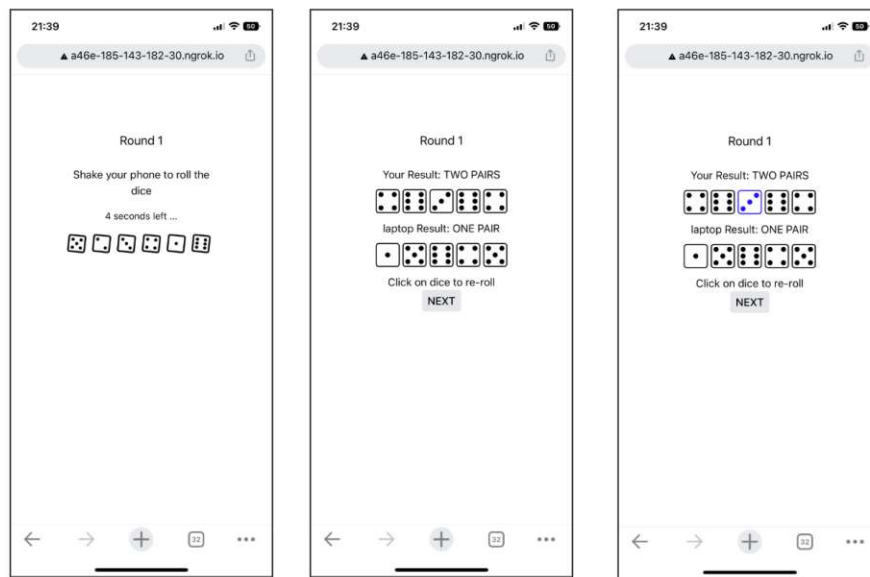 21:39
50
a46e-185-143-182-30.ngrok.io
Round 1
Shake your phone to roll the
dice
4 seconds left ...
32
21:39
50
a46e-185-143-182-30.ngrok.io
Round 1
Your Result: TWO PAIRS
laptop Result: ONE PAIR
Click on dice to re-roll
NEXT
32
21:39
50
a46e-185-143-182-30.ngrok.io
Round 1
Your Result: TWO PAIRS
laptop Result: ONE PAIR
Click on dice to re-roll
NEXT
32